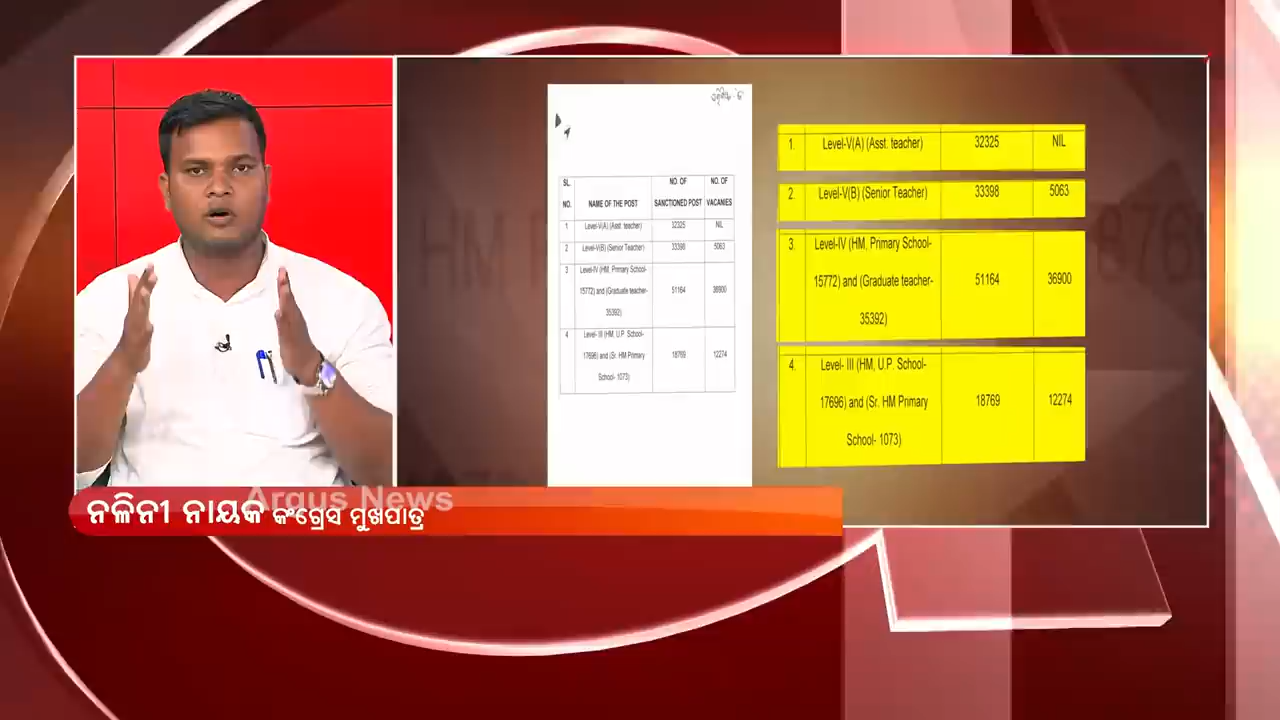 SL. NO. NAME OF THE POST NO. OF SANCTIONED POST NO. OF VACANIES
1 Level-V(A) (Asst. teacher) 32325 NIL
2 Level-V(B) (Senior Teacher) 33398 5063
3 Level-IV (HM, Primary School-
15772) and (Graduate teacher- 51164 36900
35392)
4 Level- III (HM, U.P. School-
17696) and (Sr. HM Primary 18769 12274
School- 1073)
1. Level-V(A) (Asst. teacher) 32325 NIL
2. Level-V(B) (Senior Teacher) 33398 5063
3. Level-IV (HM, Primary School-
15772) and (Graduate teacher- 51164 36900
35392)
4. Level- III (HM, U.P. School-
17696) and (Sr. HM Primary 18769 12274
School- 1073)
Argus News
ନଳିନୀ ନାୟକ କଂଗ୍ରେସ ମୁଖପାତ୍ର